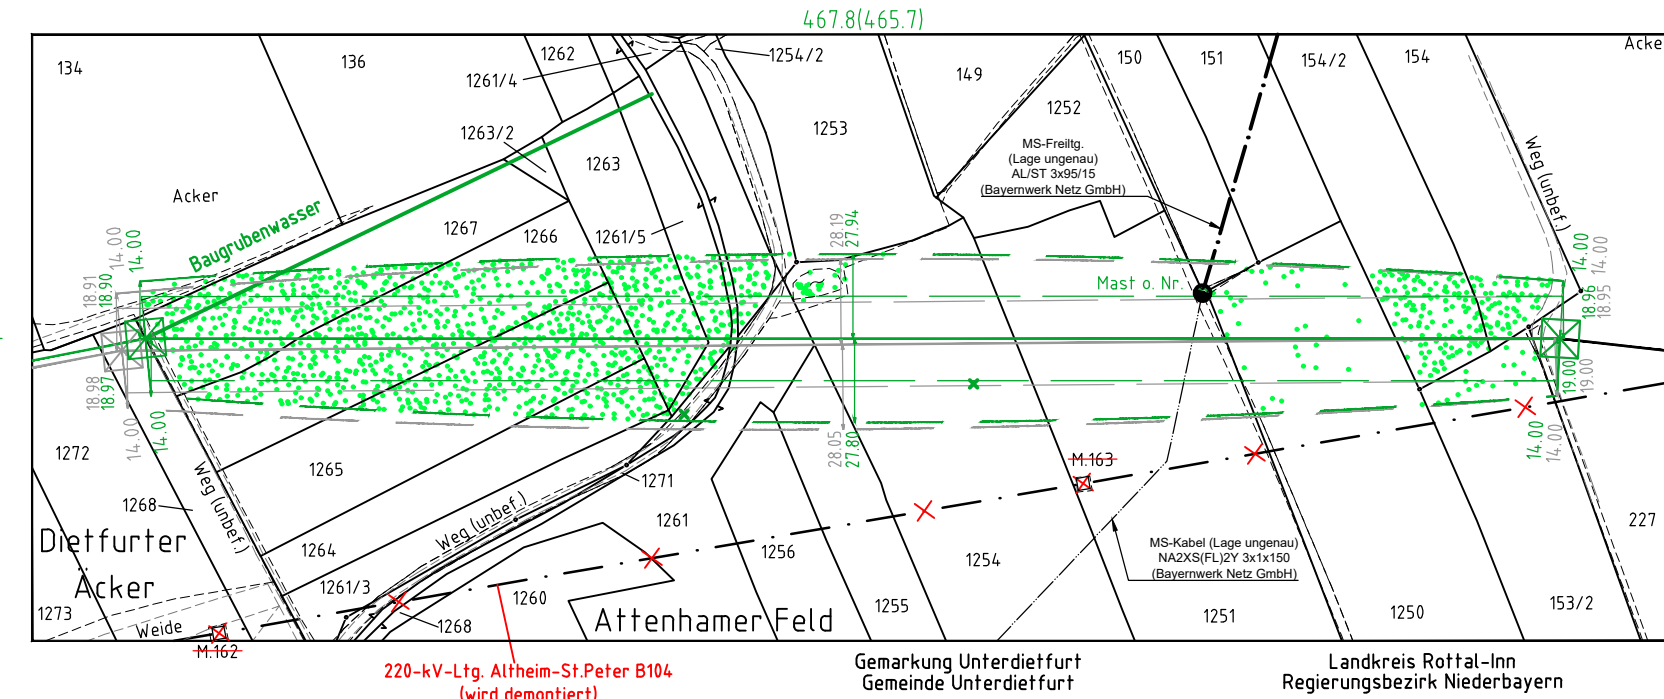 467.8(465.7)
134
136
1262
1261/4
1254/2
149
150
151
154/2
154
Acke
1252
1253
1263/2
1263
MS-Freiltg.
(Lage ungenau)
AL/ST 3x95/15
(Bayernwerk Netz GmbH)
Weg (unbef.)
Acker
Baugrubenwasser
1267
1266
1261/5
28.19
27.94
14.00
14.00
18.91
18.90
Mast o. Nr.
14.00
14.00
18.96
18.95
18.98
18.97
14.00
14.00
19.00
19.00
14.00
14.00
28.05
27.80
1272
1265
1271
M.163
1268
Weg (unbef.)
Weg (unbef.)
1261
227
Dietfurter
Äcker
1264
1256
1254
MS-Kabel (Lage ungenau)
NA2XS(FL)2Y 3x1x150
(Bayernwerk Netz GmbH)
1261/3
1260
1255
1251
1250
153/2
1273
Weide
1268
Attenhamer Feld
M.162
220-kV-Ltg. Altheim-St.Peter B104
(wird demontiert)
Gemarkung Unterdietfurt
Gemeinde Unterdietfurt
Landkreis Rottal-Inn
Regierungsbezirk Niederbayern